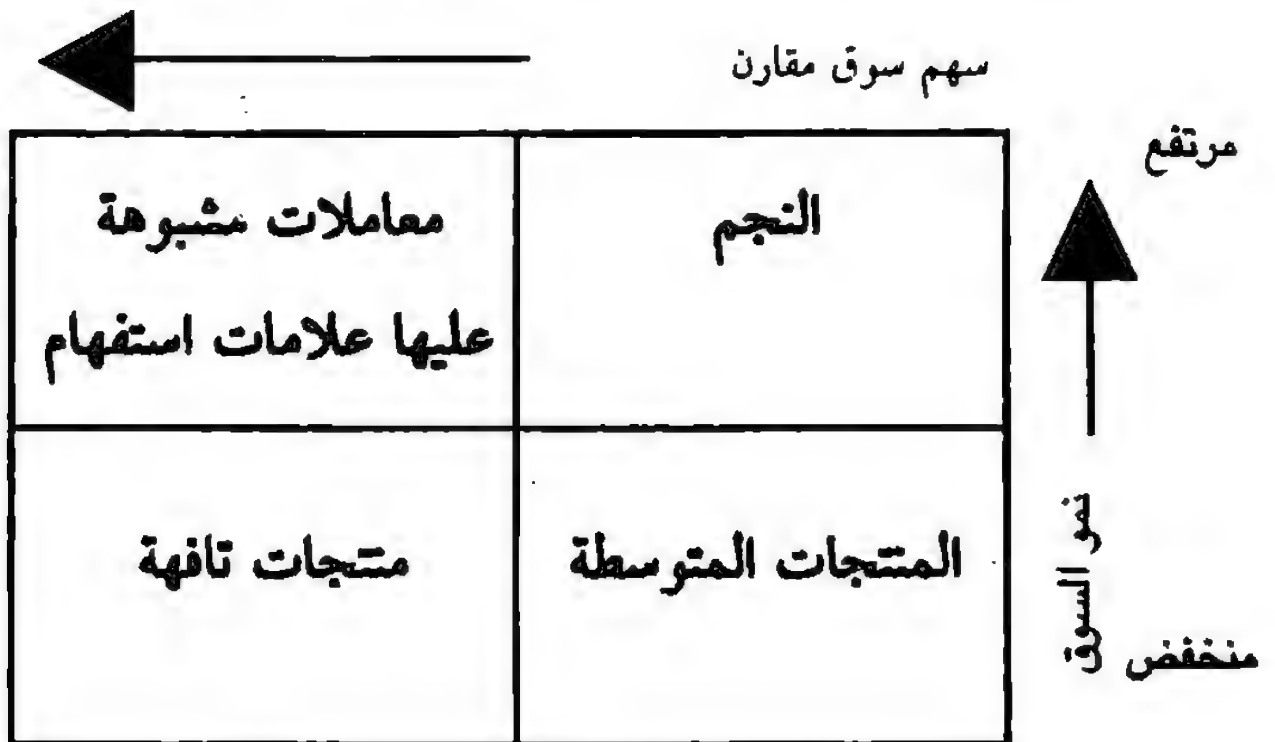 سهم سوق مقارن
مرتفع
النجم
معاملات مشبوهة
عليها علامات استفهام
نمو السوق
المنتجات المتوسطة
منتجات تافهة
منخفض